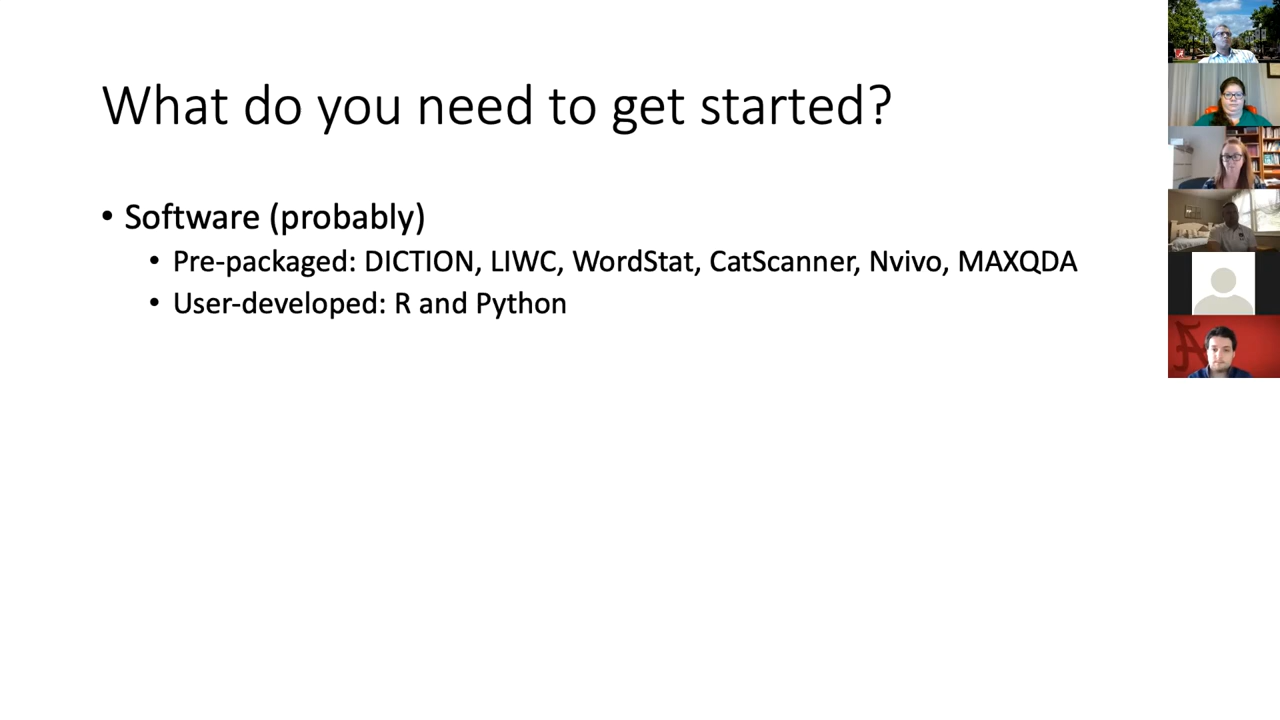 What do you need to get started?
• Software (probably)
• Pre-packaged: DICTION, LIWC, WordStat, CatScanner, Nvivo, MAXQDA
• User-developed: R and Python